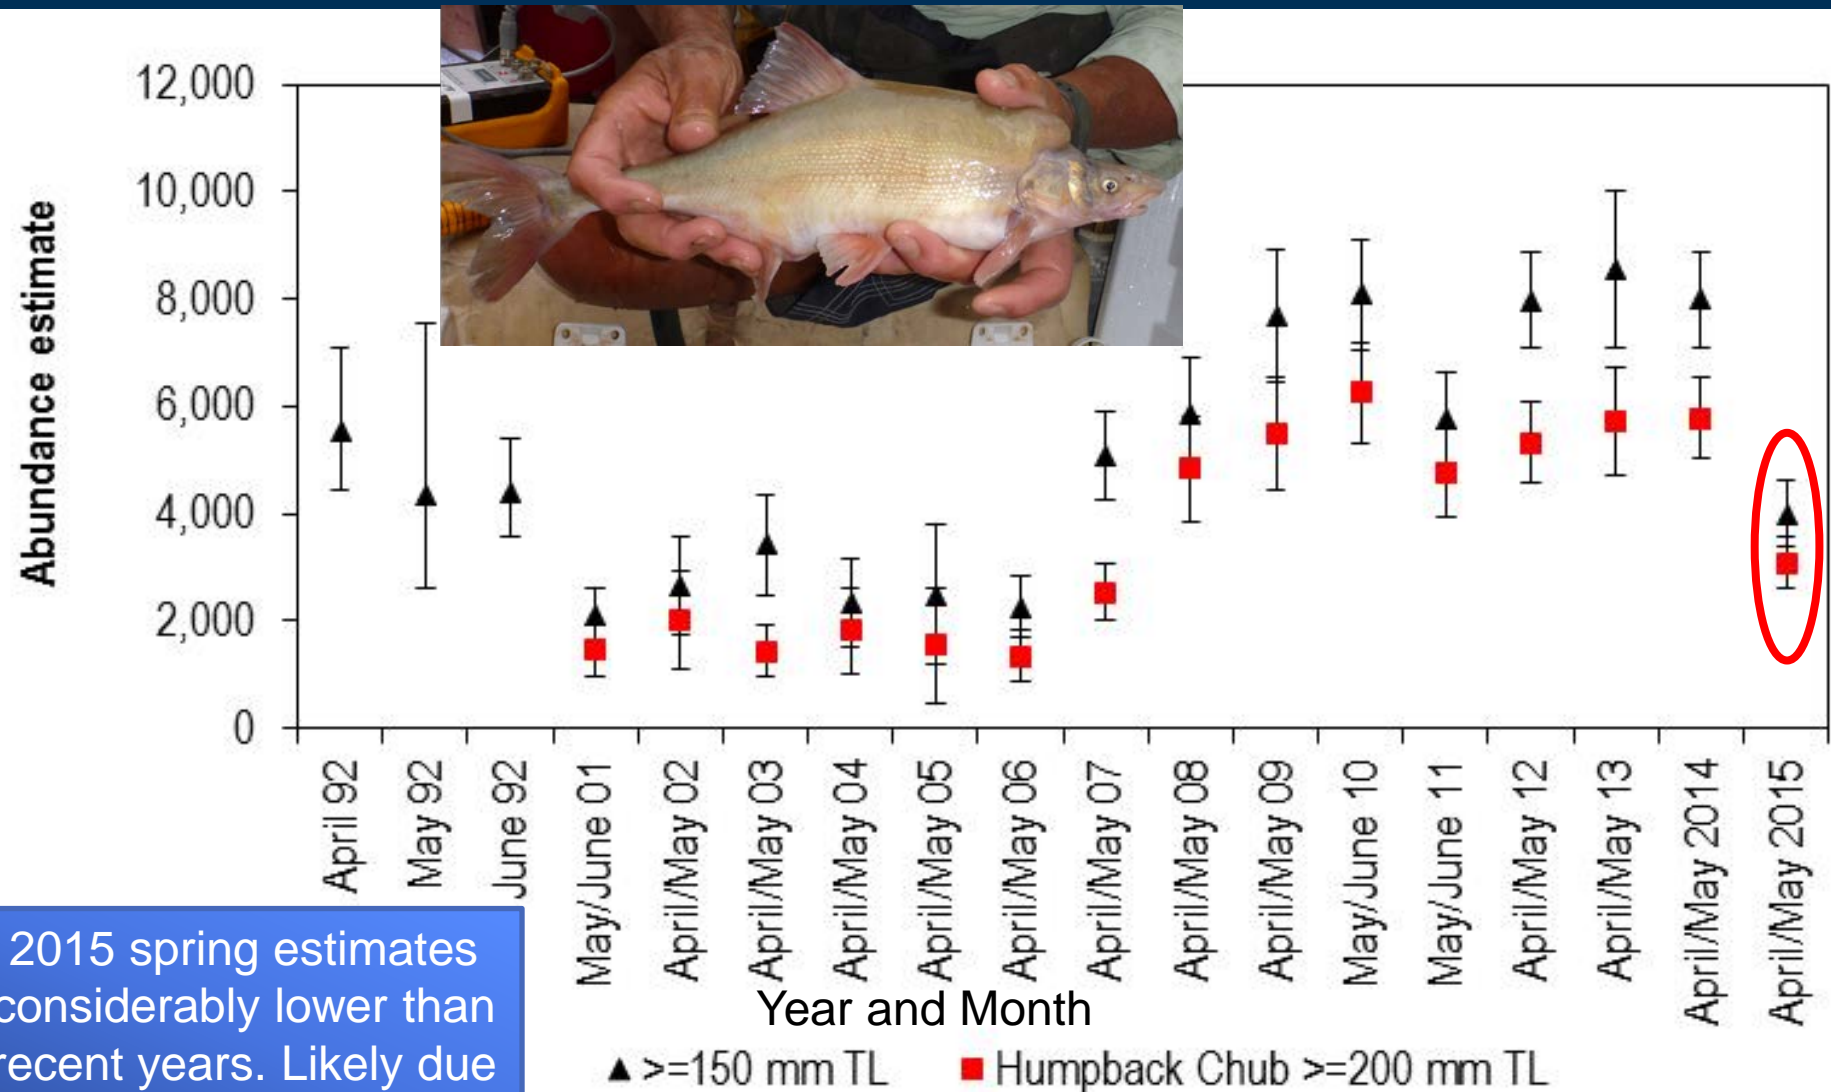 12,000
10,000
8,000
6,000
4,000
2,000
0
Abundance estimate
April 92
May 92
June 92
May/June 01
April/May 02
April/May 03
April/May 04
April/May 05
April/May 06
April/May 07
April/May 08
April/May 09
May/June 10
May/June 11
April/May 12
April/May 13
April/May 2014
April/May 2015
Year and Month
▲ >=150 mm TL ■ Humpback Chub >=200 mm TL
2015 spring estimates
considerably lower than
recent years. Likely due